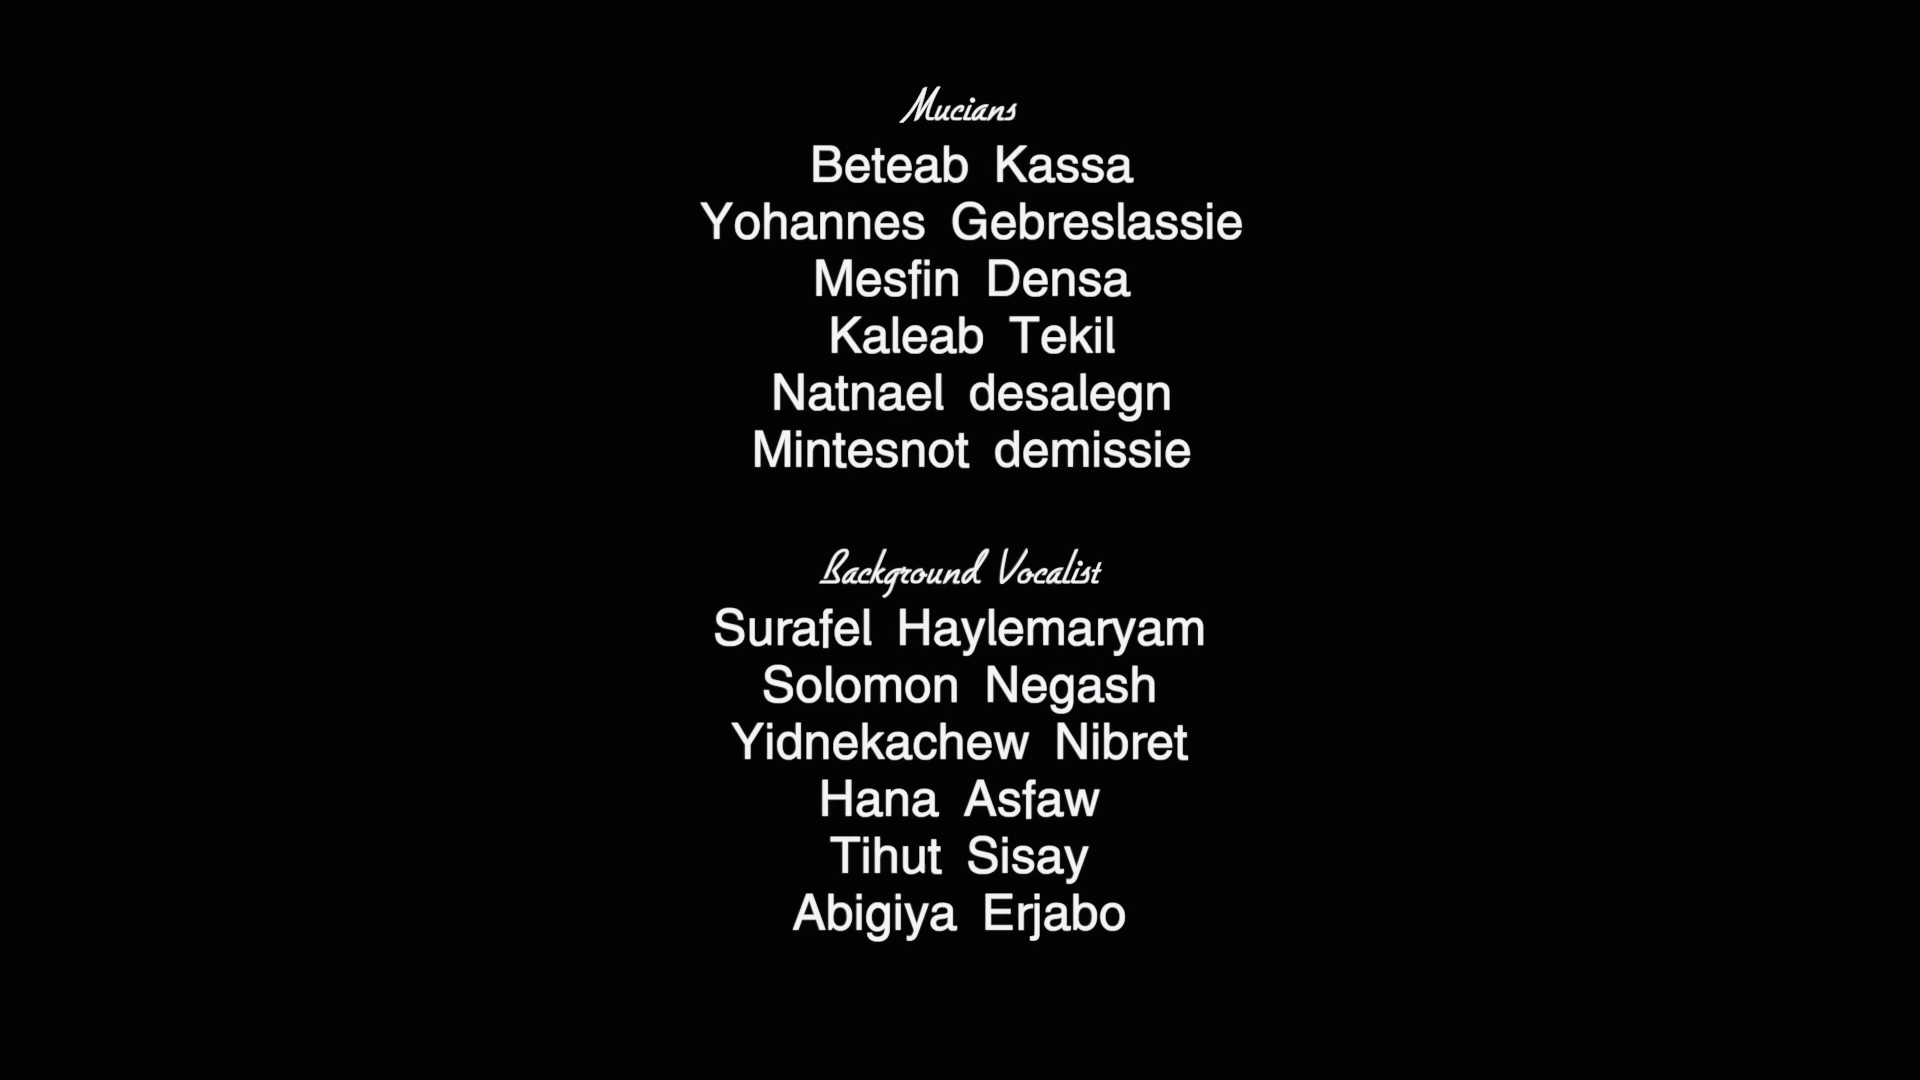 Mucians
Beteab Kassa
Yohannes Gebreslassie
Mesfin Densa
Kaleab Tekil
Natnael desalegn
Mintesnot demissie
Background Vocalist
Surafel Haylemaryam
Solomon Negash
Yidnekachew Nibret
Hana Asfaw
Tihut Sisay
Abigiya Erjabo